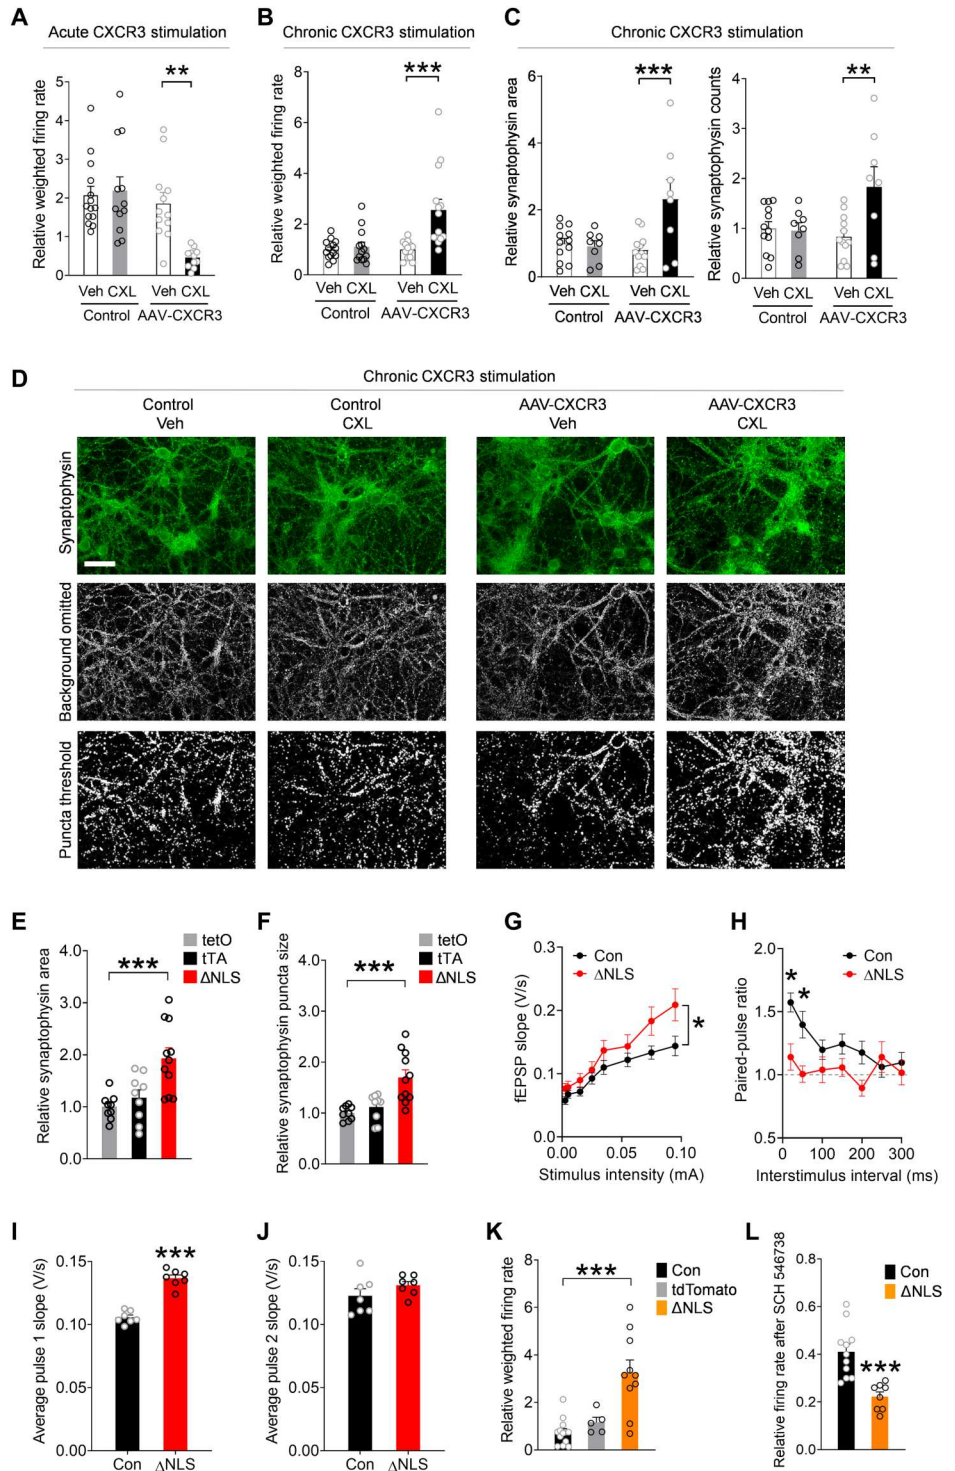 A
Acute CXCR3 stimulation
Relative weighted firing rate
5
4
3
2
1
0
**
Veh CXL
Veh CXL
Control
AAV-CXCR3
B
Chronic CXCR3 stimulation
Relative weighted firing rate
8
6
4
2
0
***
Veh CXL
Veh CXL
Control
AAV-CXCR3
C
Chronic CXCR3 stimulation
Relative synaptophysin area
6
4
2
0
***
Veh CXL
Veh CXL
Control
AAV-CXCR3
Relative synaptophysin counts
4
3
2
1
0
**
Veh CXL
Veh CXL
Control
AAV-CXCR3
D
Chronic CXCR3 stimulation
Control
Veh
Control
CXL
AAV-CXCR3
Veh
AAV-CXCR3
CXL
Synaptophysin
Background omitted
Puncta threshold
E
Relative synaptophysin area
4.0
3.0
2.0
1.0
0.0
***
tetO
tTA
ΔNLS
F
Relative synaptophysin puncta size
4.0
3.0
2.0
1.0
0.0
***
tetO
tTA
ΔNLS
G
fEPSP slope (V/s)
0.3
0.2
0.1
0.0
Con
ΔNLS
*
0.00
0.05
0.10
Stimulus intensity (mA)
H
Paired-pulse ratio
2.0
1.5
1.0
0.5
Con
ΔNLS
*
*
0
100
200
300
Interstimulus interval (ms)
I
Average pulse 1 slope (V/s)
0.15
0.10
0.05
0.00
***
Con
ΔNLS
J
Average pulse 2 slope (V/s)
0.15
0.10
0.05
0.00
Con
ΔNLS
K
Relative weighted firing rate
8
6
4
2
0
***
Con
tdTomato
ΔNLS
L
Relative firing rate after SCH 546738
0.8
0.6
0.4
0.2
0.0
***
Con
ΔNLS